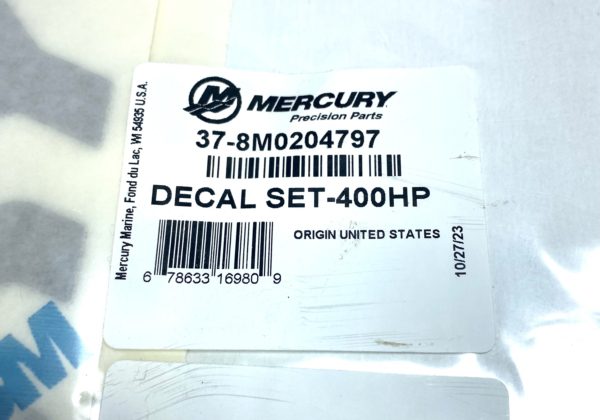 MERCURY
Precision Parts
37-8M0204797
DECAL SET-400HP
ORIGIN UNITED STATES
6 78633 16980 9
10/27/23
Mercury Marine, Fond du Lac, WI 54935 U.S.A.